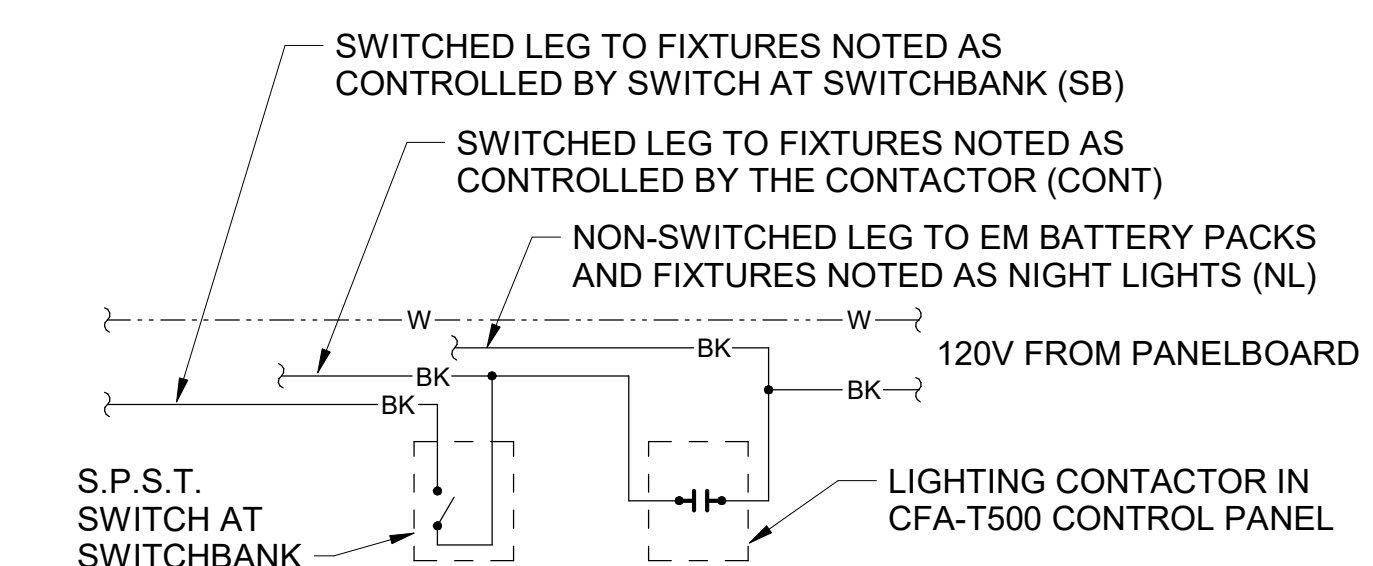 SWITCHED LEG TO FIXTURES NOTED AS
CONTROLLED BY SWITCH AT SWITCHBANK (SB)
SWITCHED LEG TO FIXTURES NOTED AS
CONTROLLED BY THE CONTACTOR (CONT)
NON-SWITCHED LEG TO EM BATTERY PACKS
AND FIXTURES NOTED AS NIGHT LIGHTS (NL)
W
W
BK
120V FROM PANELBOARD
BK
BK
BK
S.P.S.T.
SWITCH AT
SWITCHBANK
LIGHTING CONTACTOR IN
CFA-T500 CONTROL PANEL